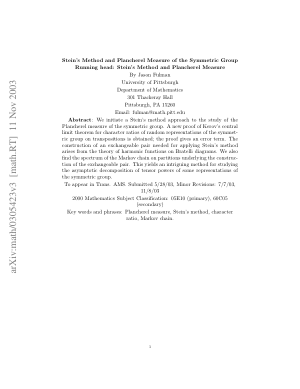 Stein's Method and Plancherel Measure of the Symmetric Group
Running head: Stein's Method and Plancherel Measure
By Jason Fulman
University of Pittsburgh
Department of Mathematics
301 Thackeray Hall
Pittsburgh, PA 15260
Email: fulman@math.pitt.edu
Abstract: We initiate a Stein's method approach to the study of the
Plancherel measure of the symmetric group. A new proof of Kerov's central
limit theorem for character ratios of random representations of the symmet-
ric group on transpositions is obtained; the proof gives an error term. The
construction of an exchangeable pair needed for applying Stein's method
arises from the theory of harmonic functions on Bratelli diagrams. We also
find the spectrum of the Markov chain on partitions underlying the construc-
tion of the exchangeable pair. This yields an intriguing method for studying
the asymptotic decomposition of tensor powers of some representations of
the symmetric group.
To appear in Trans. AMS. Submitted 5/28/03, Minor Revisions: 7/7/03,
11/8/03
2000 Mathematics Subject Classification: 05E10 (primary), 60C05
(secondary)
Key words and phrases: Plancherel measure, Stein's method, character
ratio, Markov chain.
arXiv:math/0305423v3 [math.RT] 11 Nov 2003
1